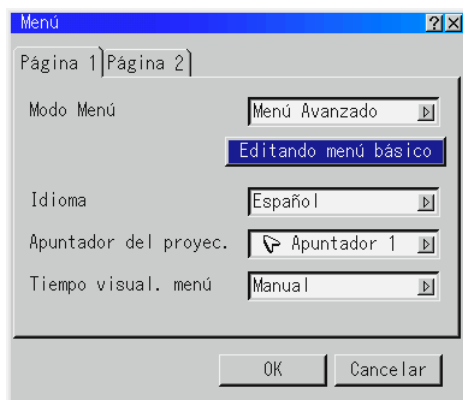 Menú
Página 1 Página 2
Modo Menú Menú Avanzado
Editando menú básico
Idioma Español
Apuntador del proyec. Apuntador 1
Tiempo visual. menú Manual
OK Cancelar